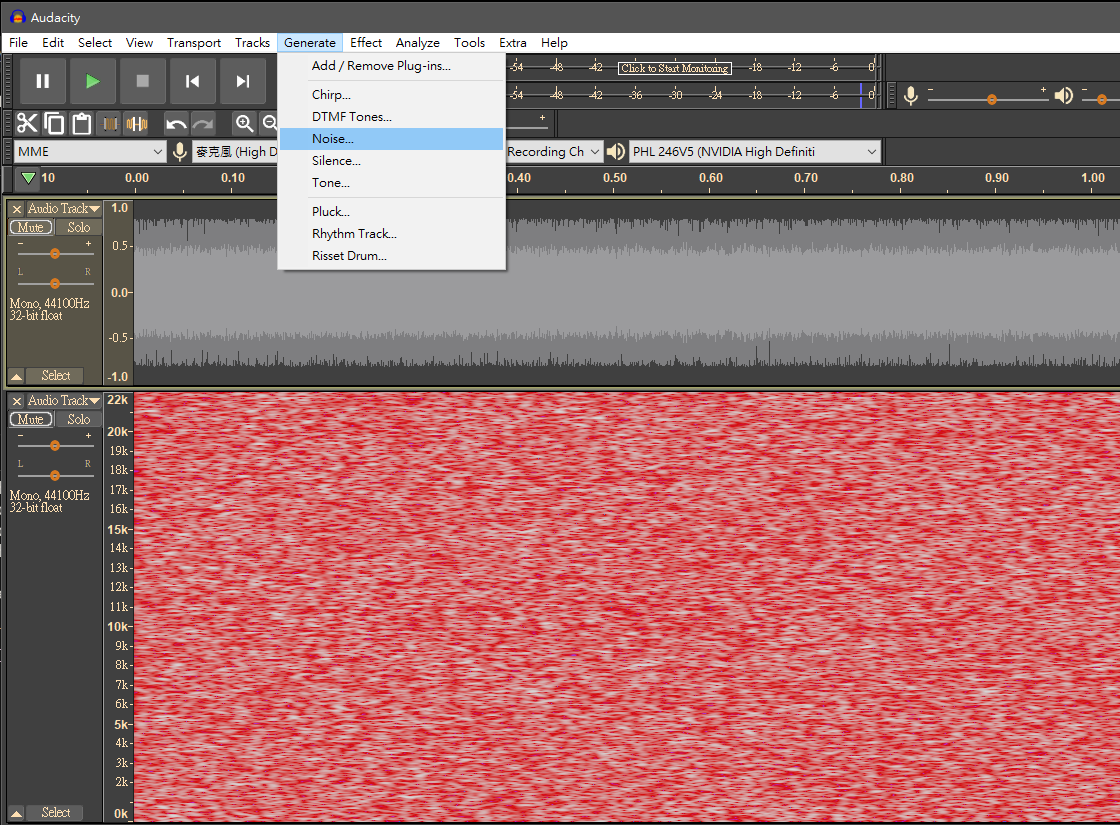 Audacity
File Edit Select View Transport Tracks Generate Effect Analyze Tools Extra Help
Add / Remove Plug-ins...
Chirp...
DTMF Tones...
Noise...
Silence...
Tone...
Pluck...
Rhythm Track...
Risset Drum...
-54 -48 -42 Click to Start Monitoring -18 -12 -6 0
-54 -48 -42 -36 -30 -24 -18 -12 -6 0
- + -
+
MME 麥克風 (High D Recording Ch PHL 246V5 (NVIDIA High Definiti
10 0.00 0.10 0.40 0.50 0.60 0.70 0.80 0.90 1.00
Audio Track
Mute Solo
- +
L R
Mono, 44100Hz
32-bit float
Select
1.0
0.5-
0.0-
-0.5-
-1.0
Audio Track
Mute Solo
- +
L R
Mono, 44100Hz
32-bit float
Select
22k
20k-
19k-
18k-
17k-
16k-
15k-
14k-
13k-
12k-
11k-
10k-
9k-
8k-
7k-
6k-
5k-
4k-
3k-
2k-
0k